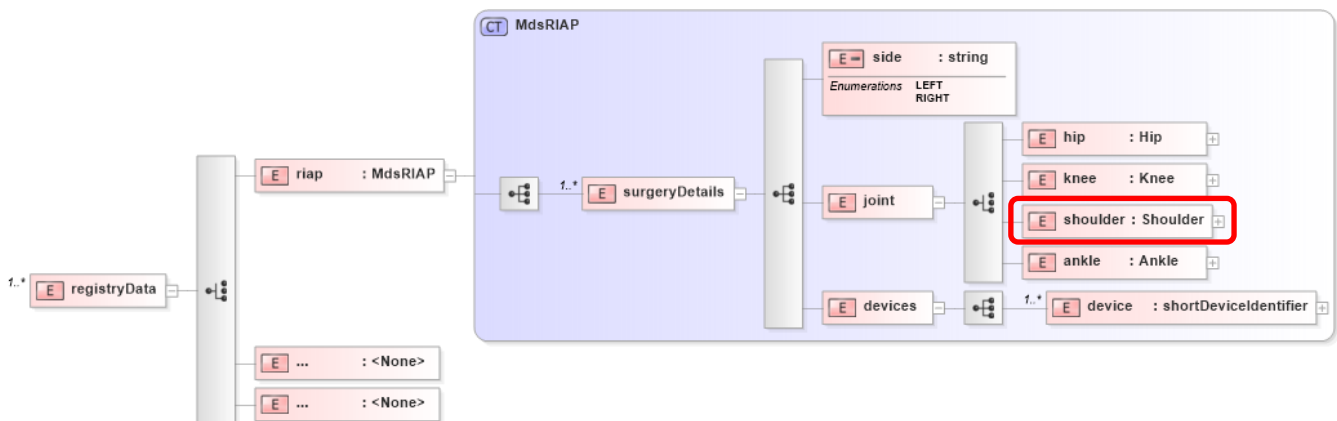 CT MdsRIAP
E side : string
Enumerations LEFT
RIGHT
E hip : Hip
E riap : MdsRIAP
E knee : Knee
1..* E surgeryDetails
E joint
E shoulder : Shoulder
E ankle : Ankle
1..* E registryData
E devices
1..* E device : shortDeviceIdentifier
E ... : <None>
E ... : <None>